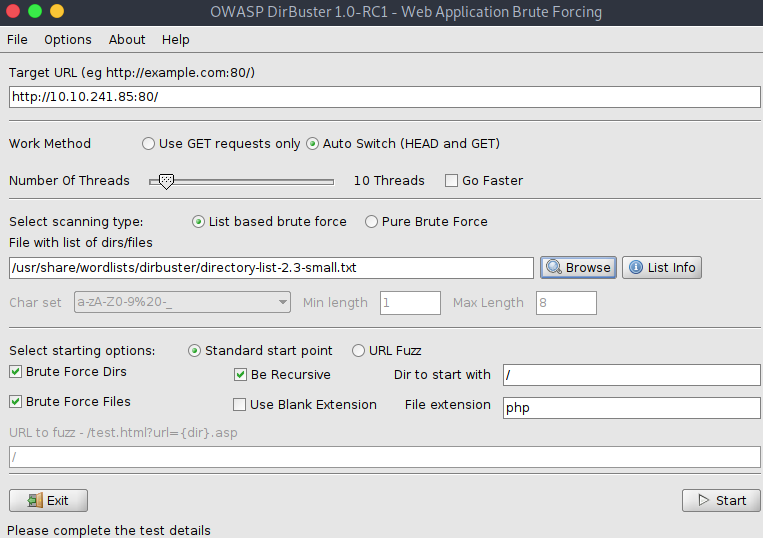 OWASP DirBuster 1.0-RC1 - Web Application Brute Forcing
File Options About Help
Target URL (eg http://example.com:80/)
http://10.10.241.85:80/
Work Method Use GET requests only Auto Switch (HEAD and GET)
Number Of Threads 10 Threads Go Faster
Select scanning type: List based brute force Pure Brute Force
File with list of dirs/files
/usr/share/wordlists/dirbuster/directory-list-2.3-small.txt Browse List Info
Char set a-zA-Z0-9%20-_ Min length 1 Max Length 8
Select starting options: Standard start point URL Fuzz
Brute Force Dirs Be Recursive Dir to start with /
Brute Force Files Use Blank Extension File extension php
URL to fuzz - /test.html?url={dir}.asp
/
Exit Start
Please complete the test details